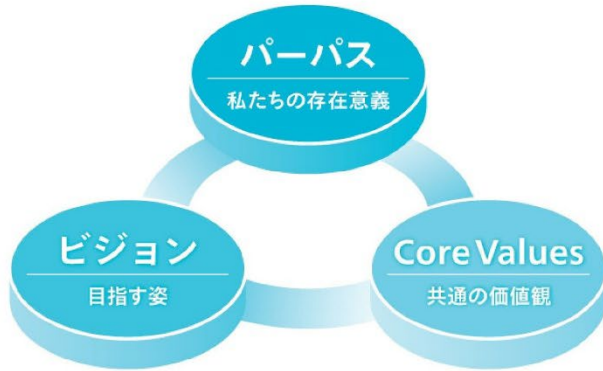 パーパス
私たちの存在意義
ビジョン
目指す姿
Core Values
共通の価値観